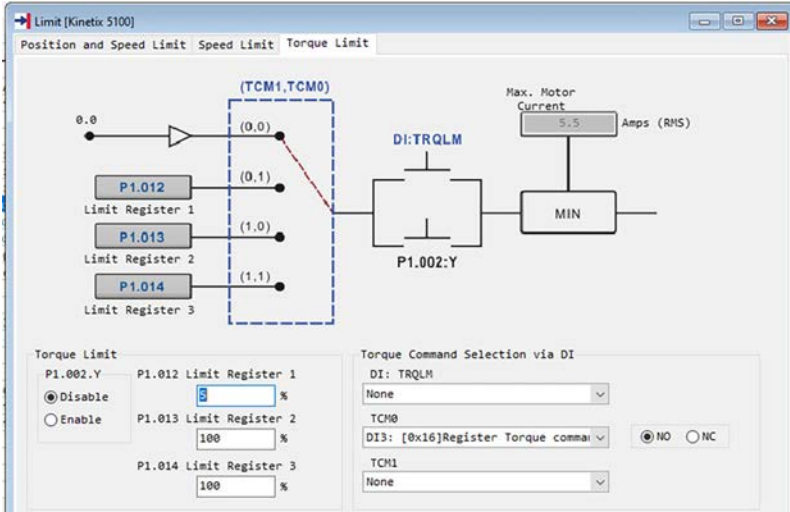 Limit [Kinetix 5100]
Position and Speed Limit Speed Limit Torque Limit
(TCM1,TCM0)
Max. Motor
Current
0.0
(0,0)
5.5 Amps (RMS)
DI:TRQLM
P1.012
(0,1)
Limit Register 1
P1.013
(1,0)
Limit Register 2
MIN
P1.002:Y
P1.014
(1,1)
Limit Register 3
Torque Limit
P1.002.Y
Disable
Enable
P1.012 Limit Register 1
5 %
P1.013 Limit Register 2
100 %
P1.014 Limit Register 3
100 %
Torque Command Selection via DI
DI: TRQLM
None
TCM0
DI3: [0x16]Register Torque comma
NO NC
TCM1
None